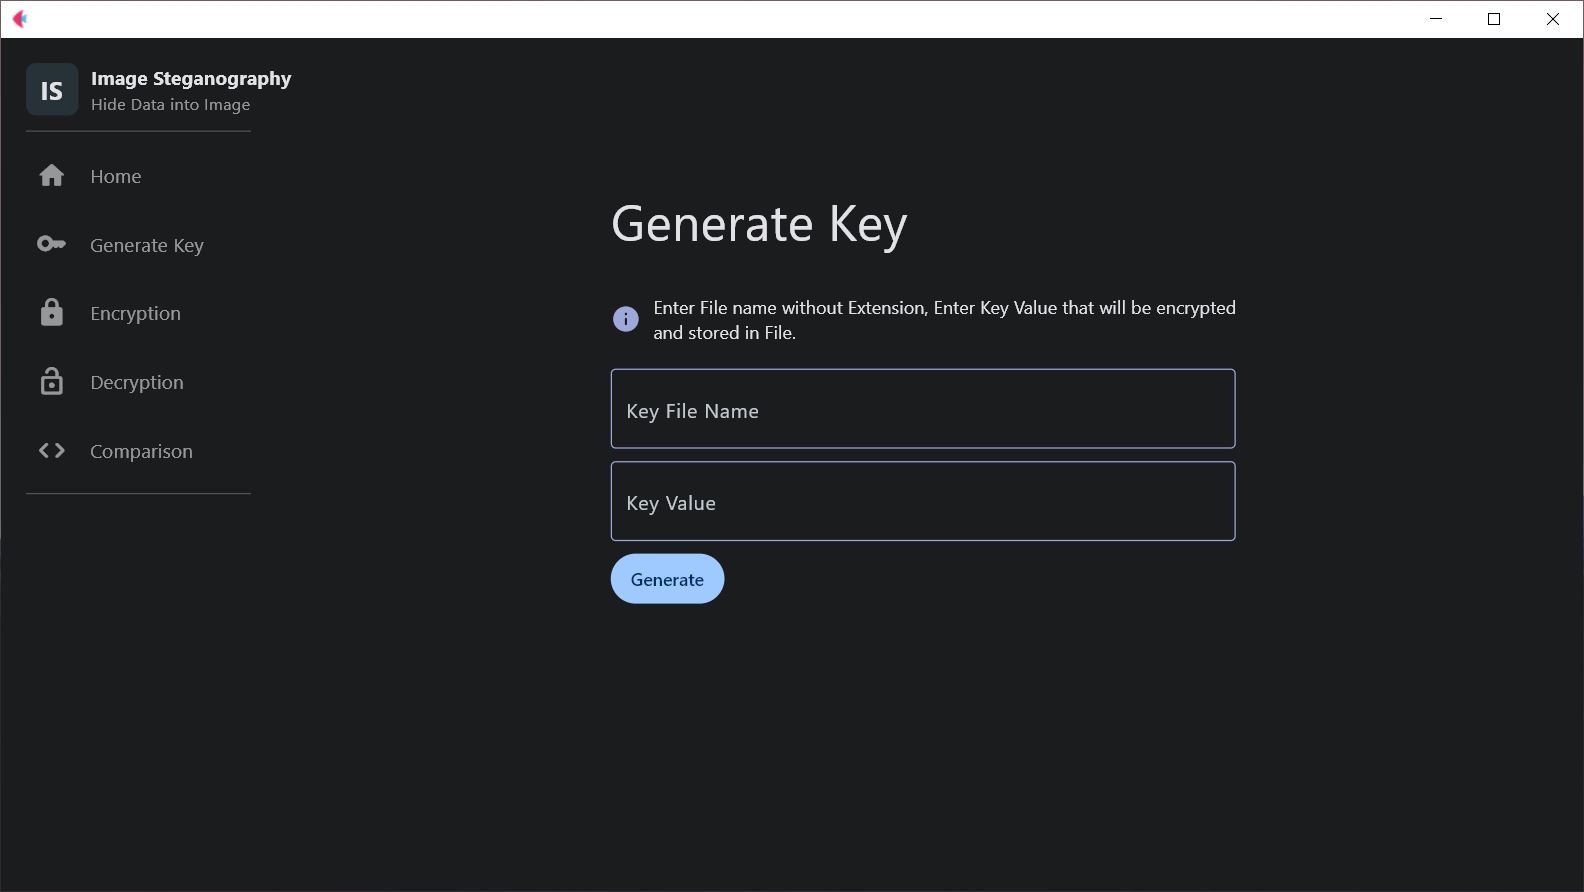 IS
Image Steganography
Hide Data into Image
Home
Generate Key
Encryption
Decryption
Comparison
Generate Key
Enter File name without Extension, Enter Key Value that will be encrypted
and stored in File.
Key File Name
Key Value
Generate